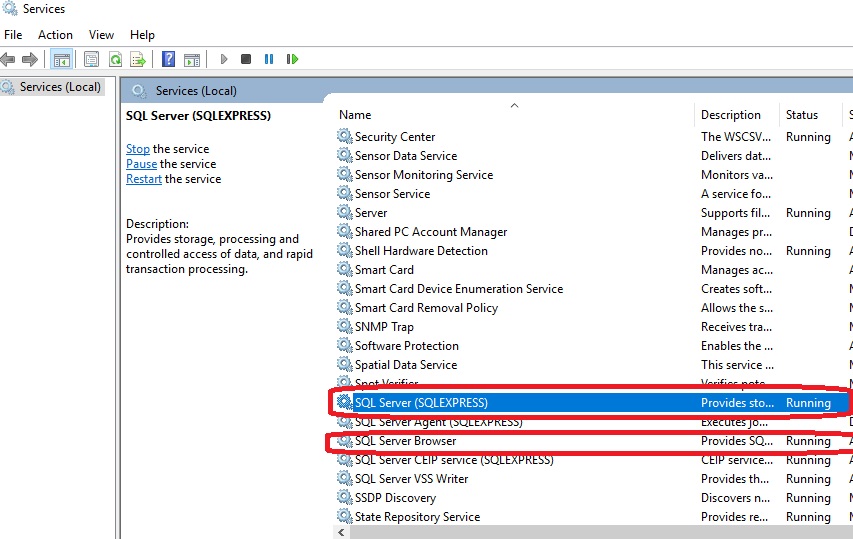 Services
File Action View Help
Services (Local)
Services (Local)
SQL Server (SQLEXPRESS)
Stop the service
Pause the service
Restart the service
Description:
Provides storage, processing and
controlled access of data, and rapid
transaction processing.
Name Description Status S
Security Center The WSCSV... Running A
Sensor Data Service Delivers dat... M
Sensor Monitoring Service Monitors va... M
Sensor Service A service fo... M
Server Supports fil... Running A
Shared PC Account Manager Manages pr... D
Shell Hardware Detection Provides no... Running A
Smart Card Manages ac... M
Smart Card Device Enumeration Service Creates soft... M
Smart Card Removal Policy Allows the s... M
SNMP Trap Receives tra... M
Software Protection Enables the ... A
Spatial Data Service This service ... M
Spot Verifier Verifies pote...
SQL Server (SQLEXPRESS) Provides sto... Running
SQL Server Agent (SQLEXPRESS) Executes jo... D
SQL Server Browser Provides SQ... Running A
SQL Server CEIP service (SQLEXPRESS) CEIP service... Running A
SQL Server VSS Writer Provides th... Running A
SSDP Discovery Discovers n... Running M
State Repository Service Provides re... Running M